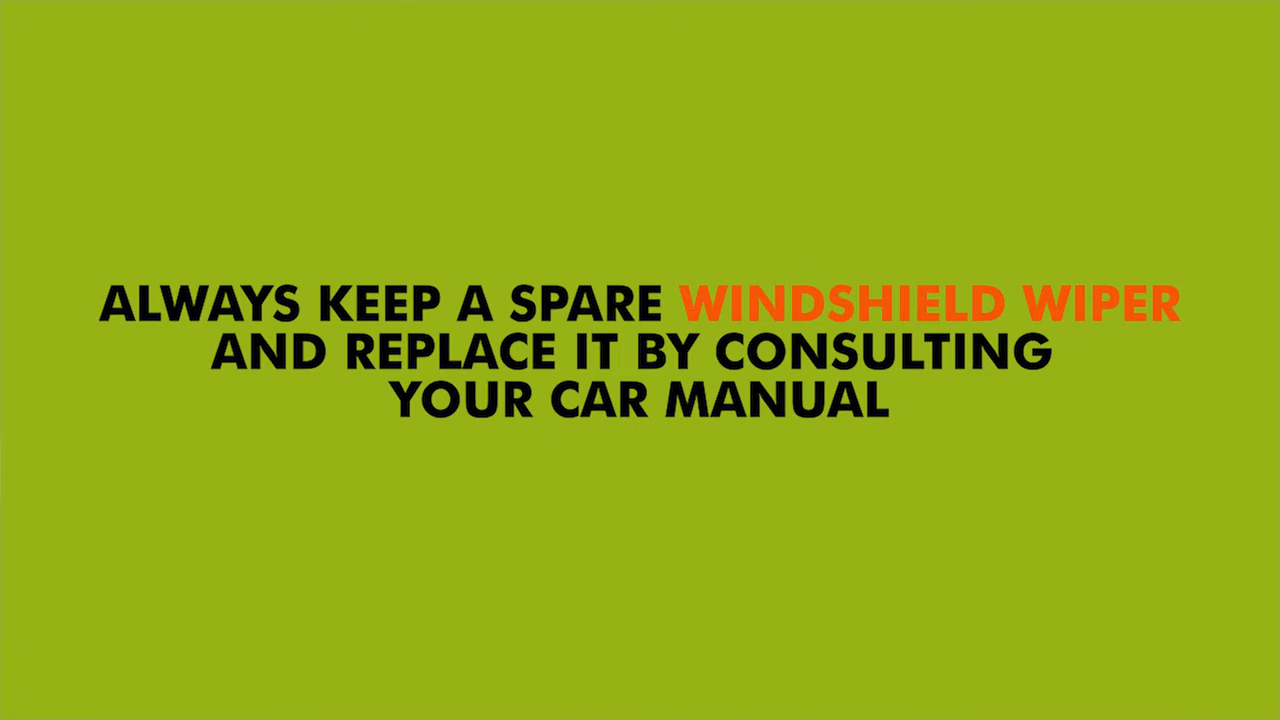 ALWAYS KEEP A SPARE WINDSHIELD WIPER
AND REPLACE IT BY CONSULTING
YOUR CAR MANUAL